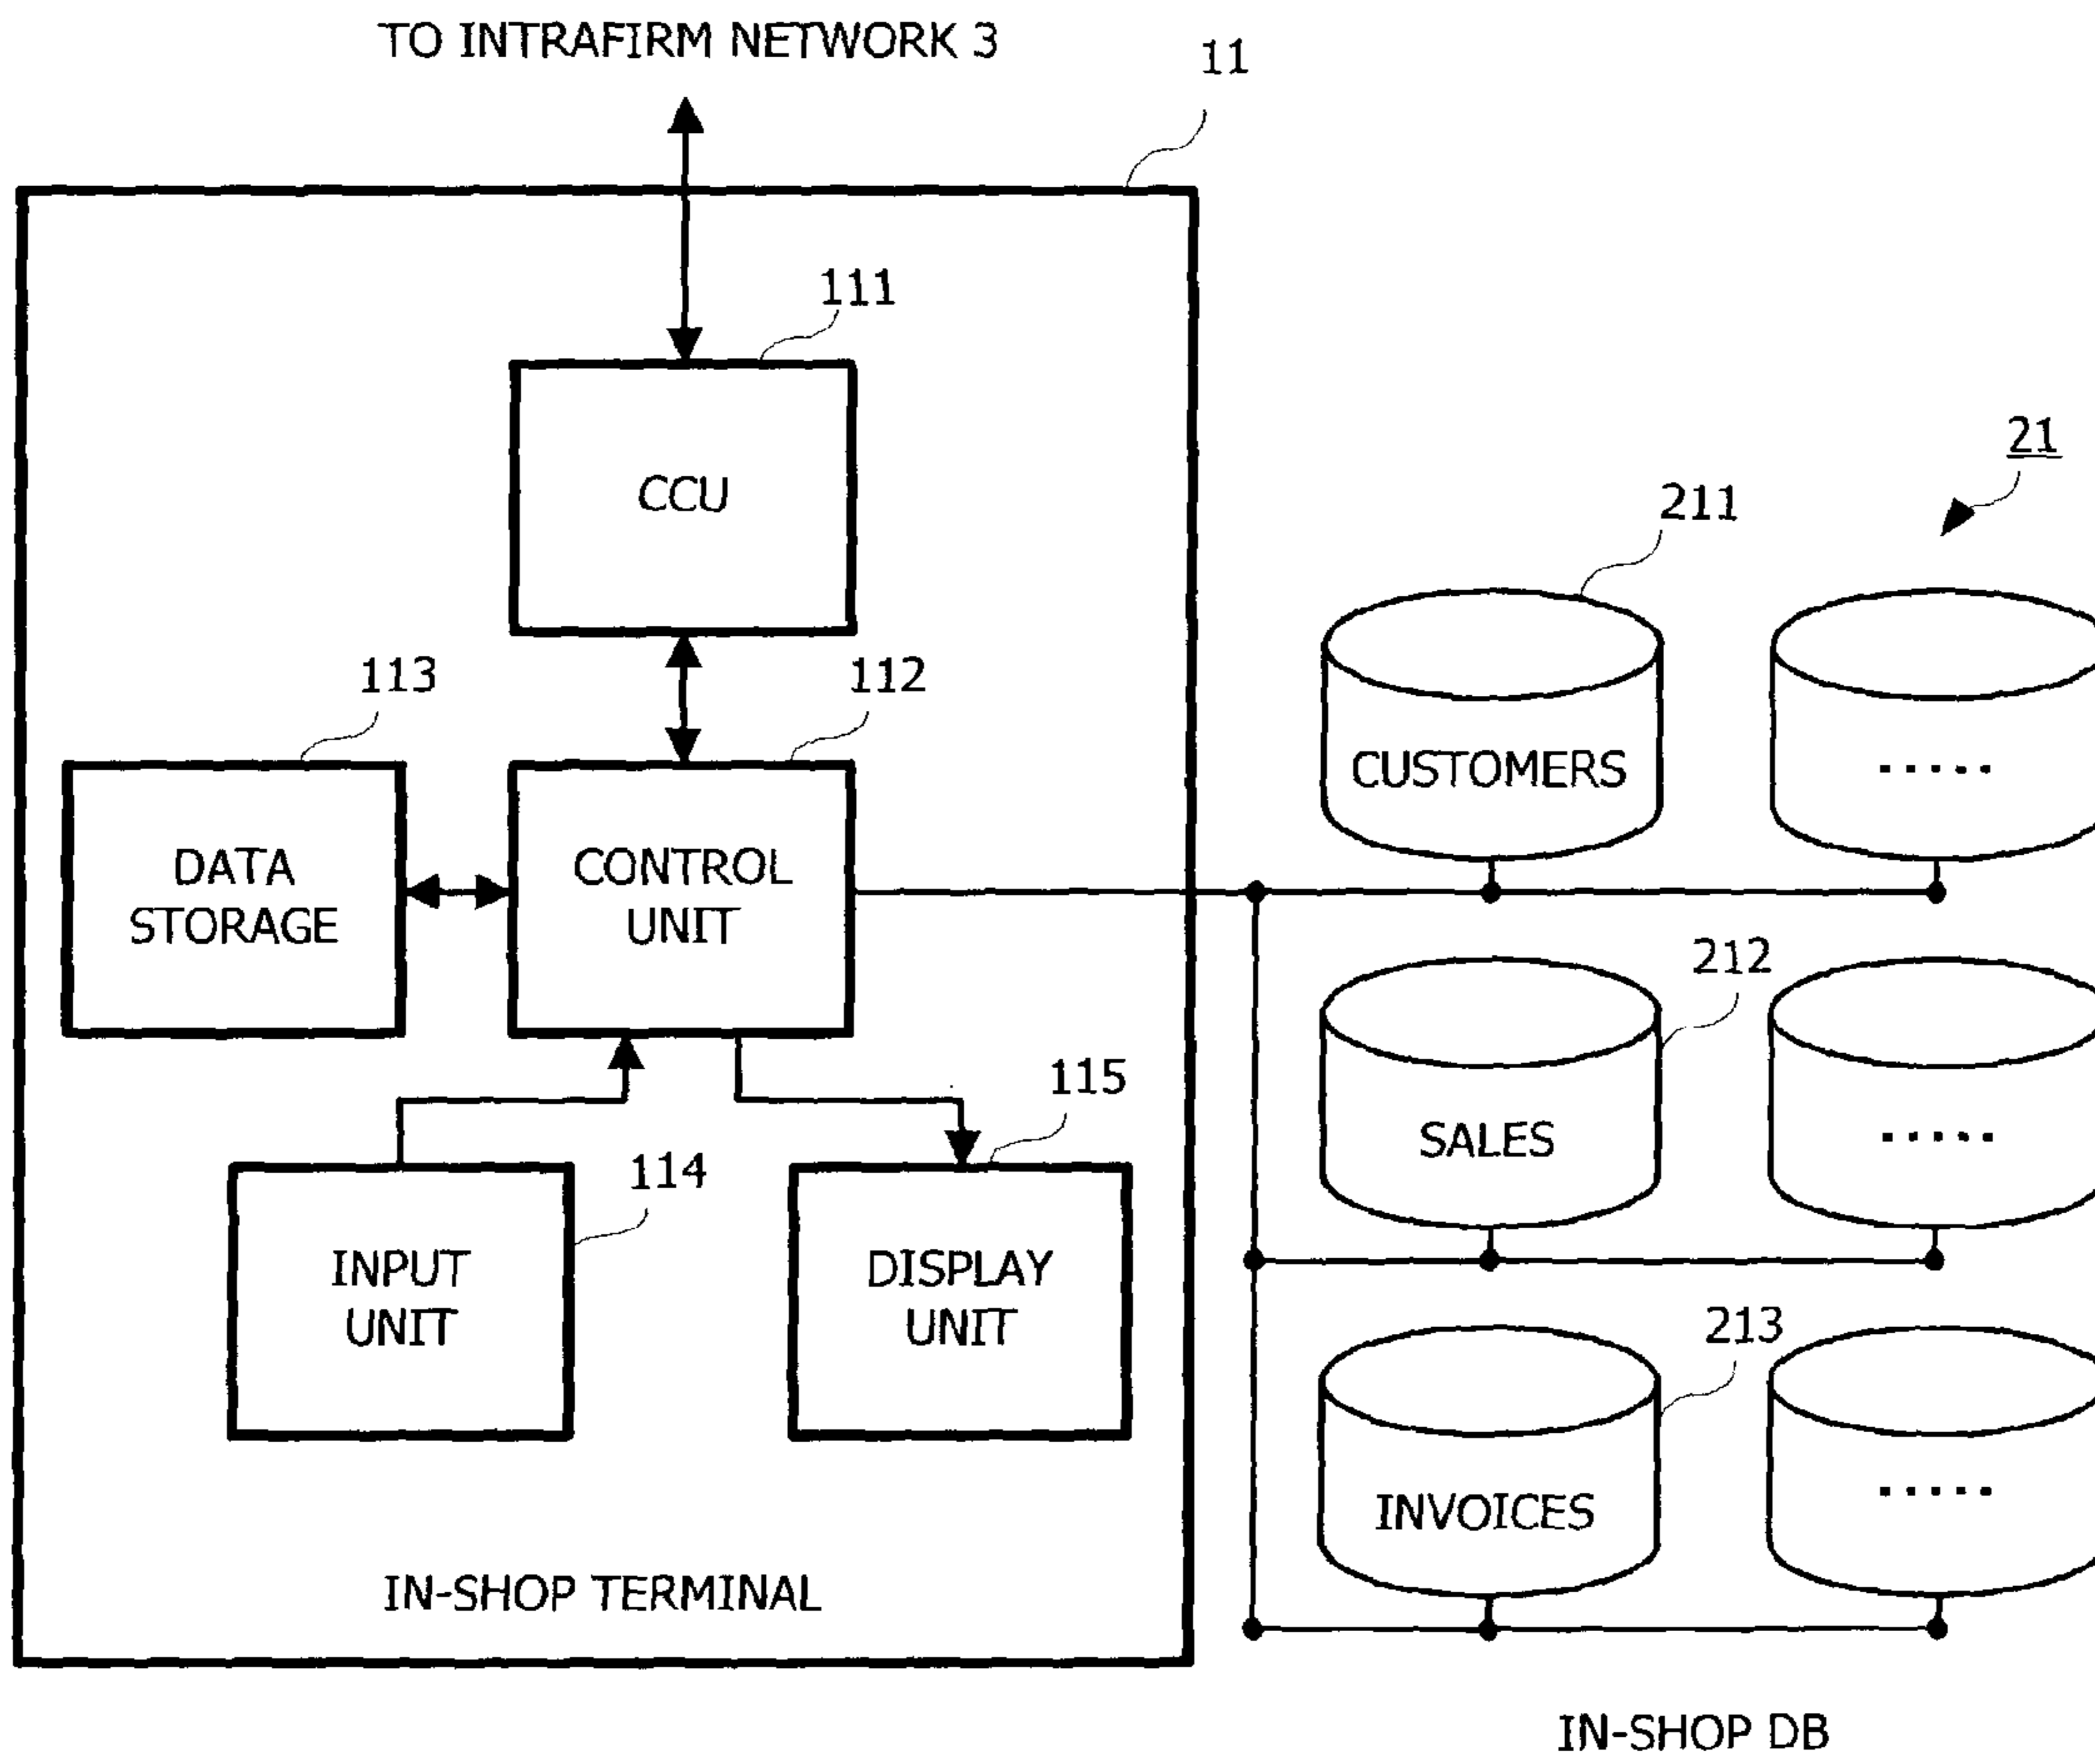 TO INTRAFIRM NETWORK 3
11
111
CCU
21
211
113
112
CUSTOMERS
.....
DATA
STORAGE
CONTROL
UNIT
212
115
SALES
.....
114
INPUT
UNIT
DISPLAY
UNIT
213
INVOICES
.....
IN-SHOP TERMINAL
IN-SHOP DB